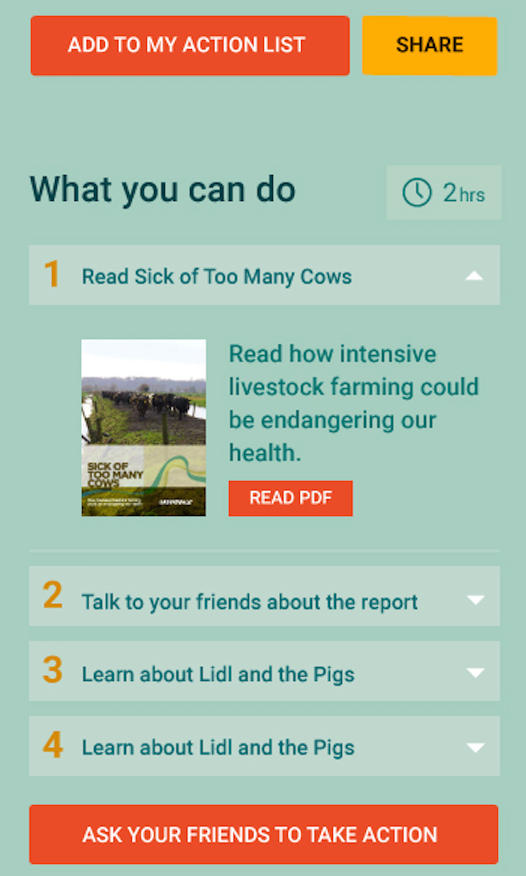 ADD TO MY ACTION LIST
SHARE
What you can do
2hrs
1 Read Sick of Too Many Cows
SICK OF
TOO MANY
COWS
GREENPEACE
Read how intensive
livestock farming could
be endangering our
health.
READ PDF
2 Talk to your friends about the report
3 Learn about Lidl and the Pigs
4 Learn about Lidl and the Pigs
ASK YOUR FRIENDS TO TAKE ACTION